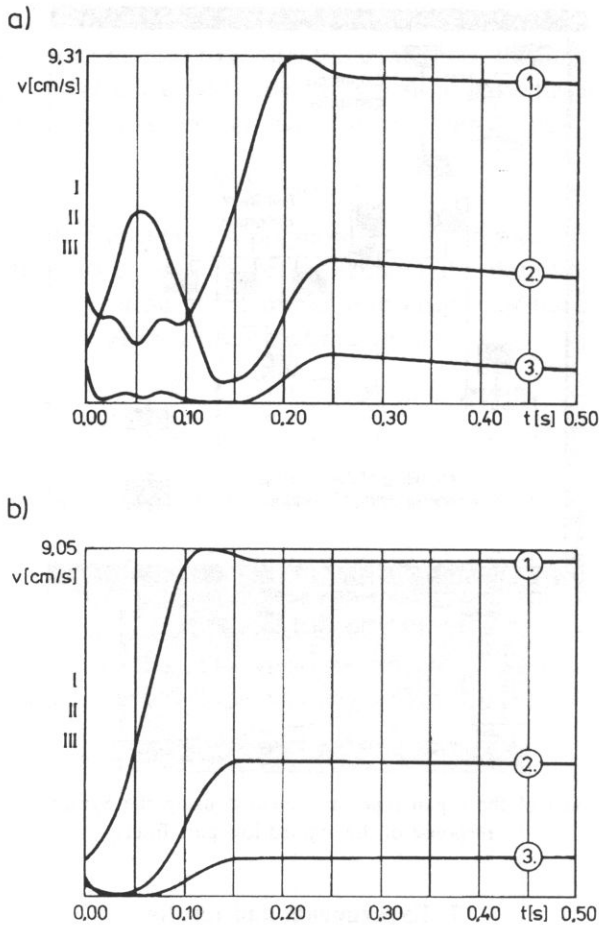 a)
9,31
v[cm/s]
1.
I
II
III
2.
3.
0,00 0,10 0,20 0,30 0,40 t[s] 0,50
b)
9,05
v[cm/s]
1.
I
II
III
2.
3.
0,00 0,10 0,20 0,30 0,40 t[s] 0,50